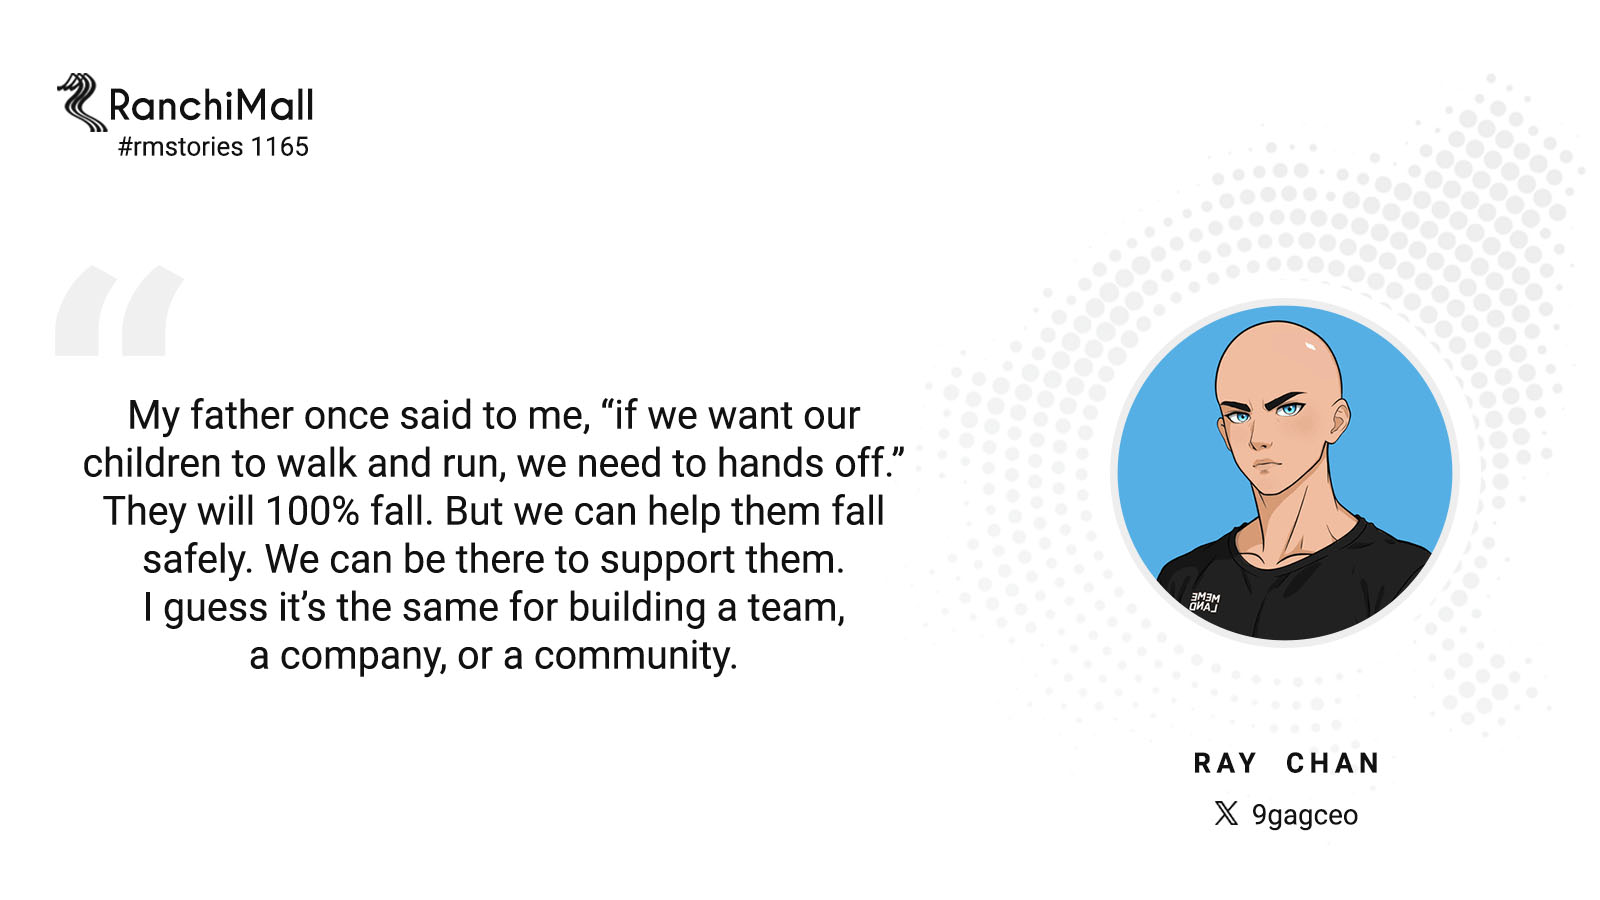 RanchiMall
#rmstories 1165
My father once said to me, “if we want our
children to walk and run, we need to hands off.”
They will 100% fall. But we can help them fall
safely. We can be there to support them.
I guess it’s the same for building a team,
a company, or a community.
MEME
LAND
RAY CHAN
𝕏 9gagceo